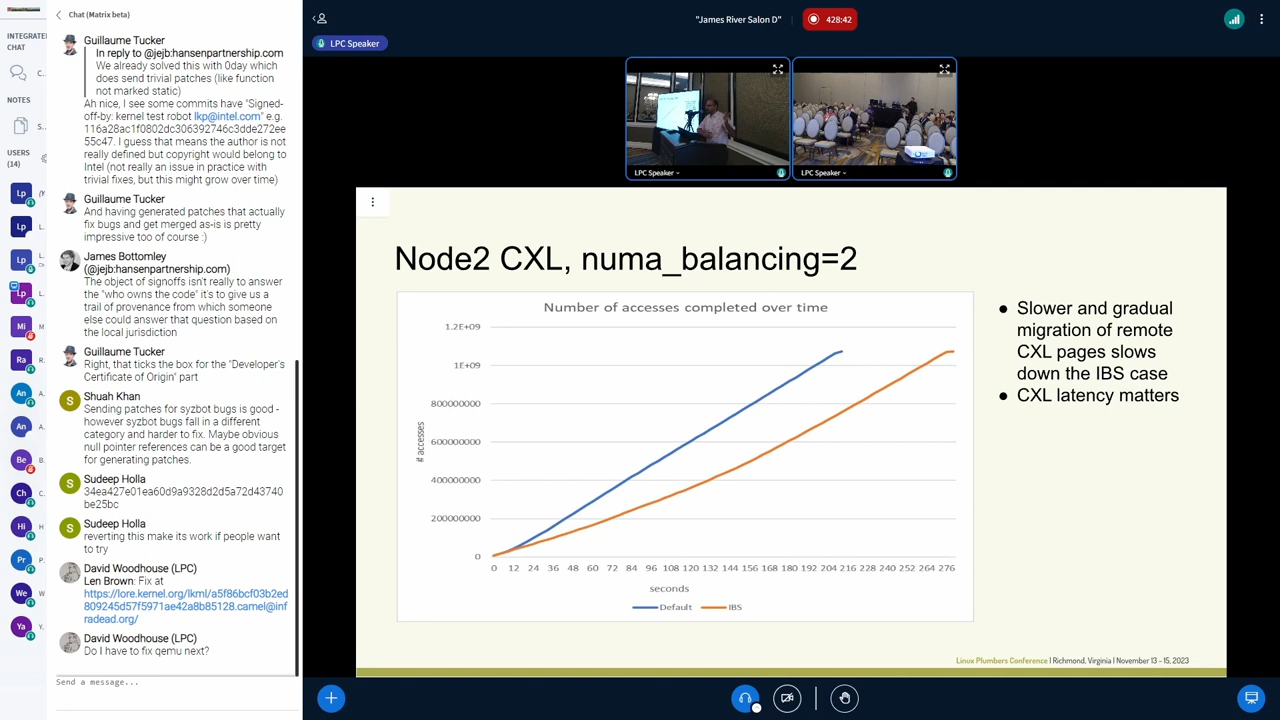 Chat (Matrix beta)
INTEGRATE
CHAT
C..
NOTES
S..
USERS
(14)
Lp
L.
Lp
L.
Lp
L.
Lp
L.
Mi
M.
Ra
R.
An
A.
An
A.
Be
B.
Ch
C.
Hi
H.
Pr
P.
We
W.
Ya
Y.
Guillaume Tucker
In reply to @jejb:hansenpartnership.com
We already solved this with 0day which
does send trivial patches (like function
not marked static)
Ah nice, I see some commits have "Signed-
off-by: kernel test robot lkp@intel.com" e.g.
116a28ac1f0802dc306392746c3dde272ee
55c47. I guess that means the author is not
really defined but copyright would belong to
Intel (not really an issue in practice with
trivial fixes, but this might grow over time)
Guillaume Tucker
And having generated patches that actually
fix bugs and get merged as-is is pretty
impressive too of course :)
James Bottomley
(@jejb:hansenpartnership.com)
The object of signoffs isn't really to answer
the "who owns the code" it's to give us a
trail of provenance from which someone
else could answer that question based on
the local jurisdiction
Guillaume Tucker
Right, that ticks the box for the "Developer's
Certificate of Origin" part
S
Shuah Khan
Sending patches for syzbot bugs is good -
however syzbot bugs fall in a different
category and harder to fix. Maybe obvious
null pointer references can be a good target
for generating patches.
S
Sudeep Holla
34ea427e01ea60d9a9328d2d5a72d43740
be25bc
S
Sudeep Holla
reverting this make its work if people want
to try
David Woodhouse (LPC)
Len Brown: Fix at
https://lore.kernel.org/lkml/a5f86bcf03b2ed
809245d57f5971ae42a8b85128.camel@inf
radead.org/
David Woodhouse (LPC)
Do I have to fix qemu next?
Send a message...
"James River Salon D"
428:42
LPC Speaker
LPC Speaker
LPC Speaker
Node2 CXL, numa_balancing=2
Number of accesses completed over time
1.2E+09
1E+09
800000000
600000000
400000000
200000000
0
# accesses
0 12 24 36 48 60 72 84 96 108 120 132 144 156 168 180 192 204 216 228 240 252 264 276
seconds
Default IBS
● Slower and gradual
migration of remote
CXL pages slows
down the IBS case
● CXL latency matters
Linux Plumbers Conference | Richmond, Virginia | November 13 - 15, 2023